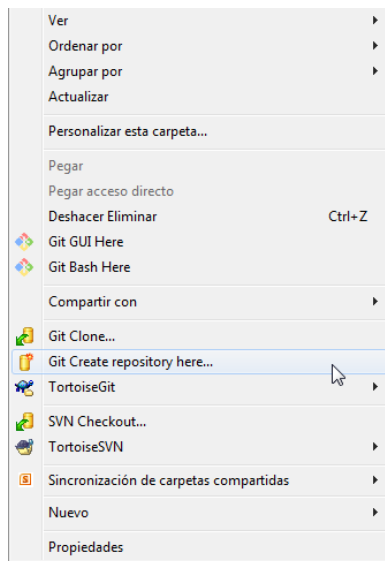 Ver
Ordenar por
Agrupar por
Actualizar
Personalizar esta carpeta...
Pegar
Pegar acceso directo
Deshacer Eliminar Ctrl+Z
Git GUI Here
Git Bash Here
Compartir con
Git Clone...
Git Create repository here...
TortoiseGit
SVN Checkout...
TortoiseSVN
S Sincronización de carpetas compartidas
Nuevo
Propiedades